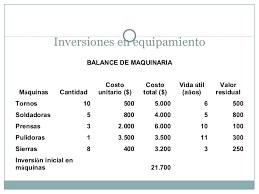 Inversiones en equipamiento
BALANCE DE MAQUINARIA
Máquinas Cantidad Costo unitario ($) Costo total ($) Vida útil (años) Valor residual
Tornos 10 500 5.000 6 500
Soldadoras 5 800 4.000 5 800
Prensas 3 2.000 6.000 10 100
Pulidoras 1 3.500 3.500 11 300
Sierras 8 400 3.200 3 250
Inversión inicial en
máquinas 21.700